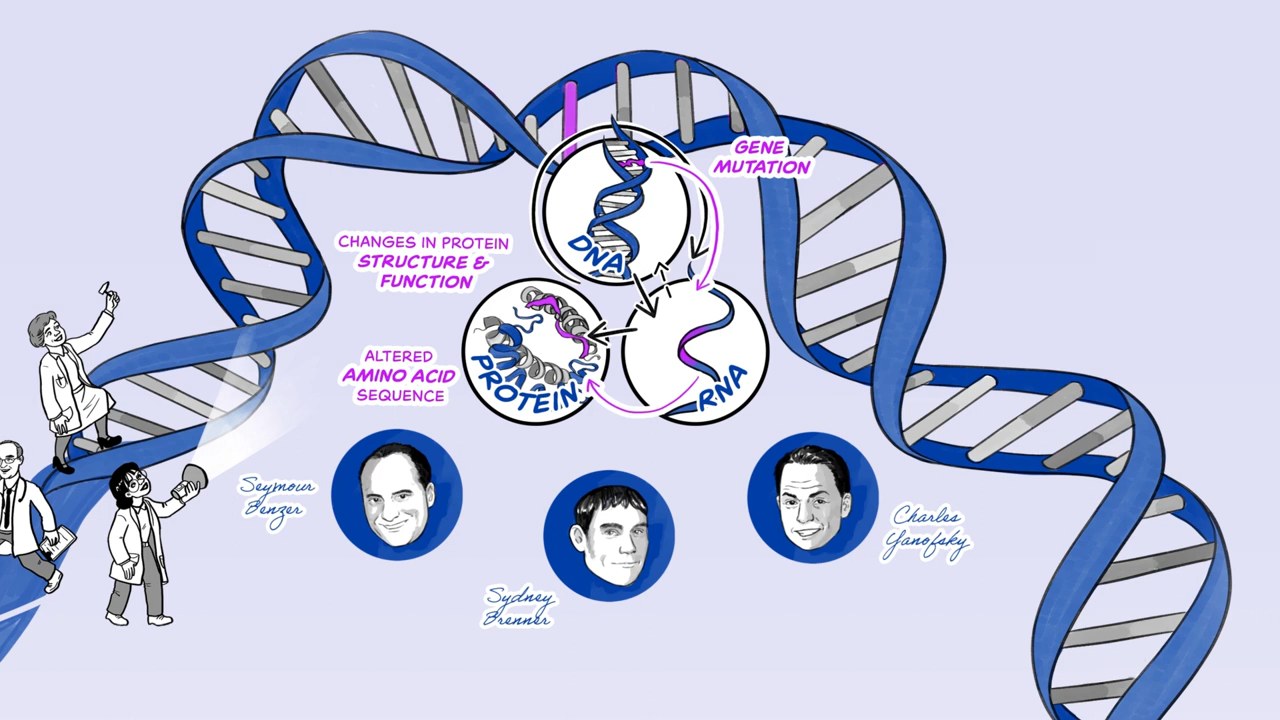 GENE
MUTATION
DNA
CHANGES IN PROTEIN
STRUCTURE &
FUNCTION
ALTERED
AMINO ACID
SEQUENCE
PROTEIN
RNA
Seymour
Benzer
Sydney
Brenner
Charles
Yanofsky